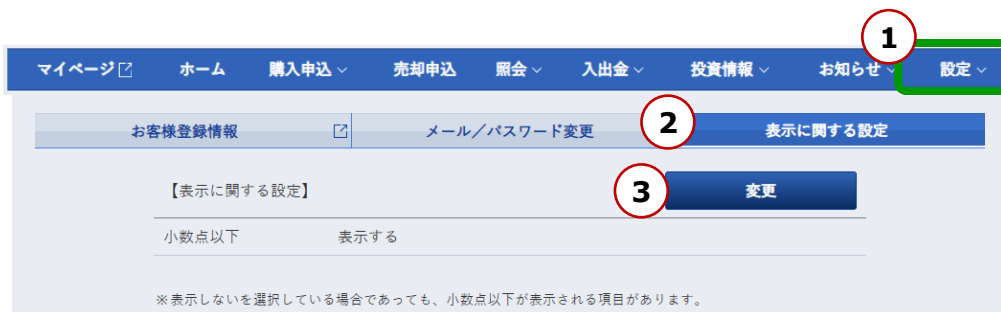 1
マイページ ホーム 購入申込 売却申込 照会 入出金 投資情報 お知らせ 設定
お客様登録情報 メール／パスワード変更 2 表示に関する設定
【表示に関する設定】 3 変更
小数点以下 表示する
※表示しないを選択している場合であっても、小数点以下が表示される項目があります。